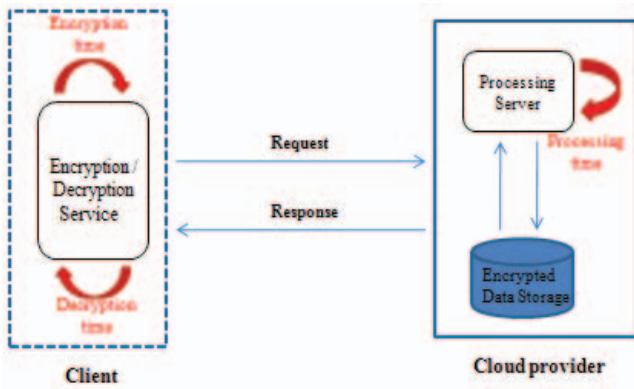 Encryption
time
Encryption /
Decryption
Service
Decryption
time
Client
Request
Response
Processing
Server
Processing
time
Encrypted
Data Storage
Cloud provider